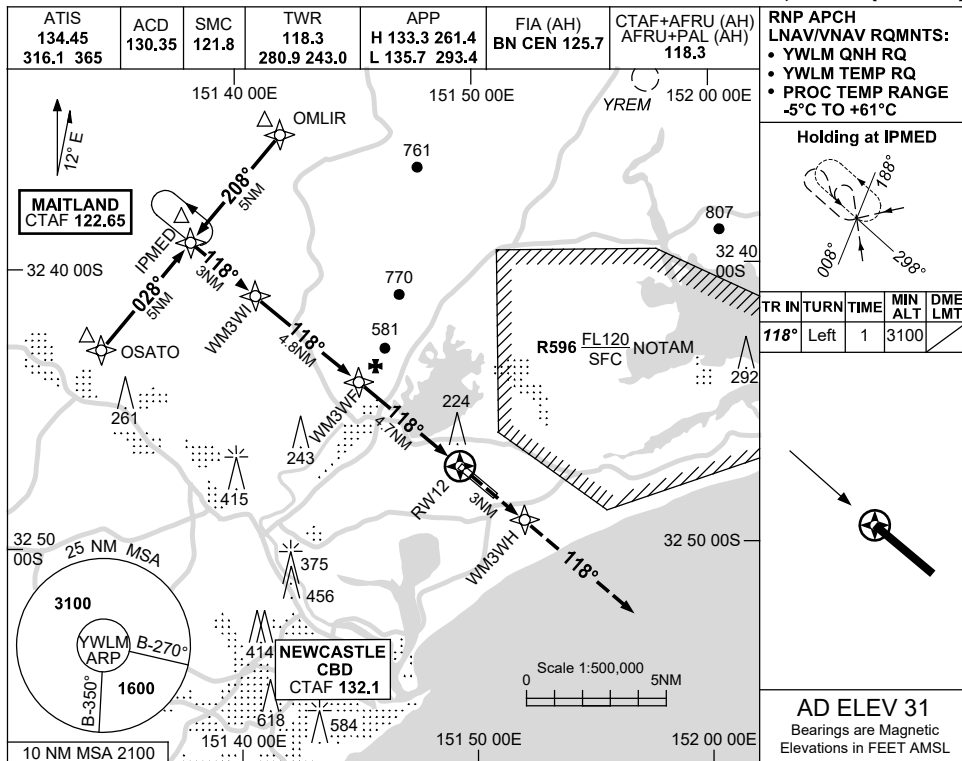 ATIS
134.45
316.1 365
ACD
130.35
SMC
121.8
TWR
118.3
280.9 243.0
APP
H 133.3 261.4
L 135.7 293.4
FIA (AH)
BN CEN 125.7
CTAF+AFRU (AH)
AFRU+PAL (AH)
118.3
RNP APCH
LNAV/VNAV RQMNTS:
• YWLM QNH RQ
• YWLM TEMP RQ
• PROC TEMP RANGE
-5°C TO +61°C
151 40 00E
151 50 00E
152 00 00E
YREM
12° E
OMLIR
761
208°
5NM
MAITLAND
CTAF 122.65
807
IPMED
118°
3NM
32 40 00S
32 40
00S
028°
5NM
770
WM3WI
118°
4.8NM
581
OSATO
R596 FL120
SFC NOTAM
292
261
WM3WF
118°
4.7NM
224
243
415
RW12
3NM
WM3WH
118°
32 50
00S
32 50 00S
25 NM MSA
3100
YWLM
ARP
B-270°
B-350°
1600
375
456
414
NEWCASTLE
CBD
CTAF 132.1
618
584
Scale 1:500,000
0
5NM
10 NM MSA 2100
151 40 00E
151 50 00E
152 00 00E
Holding at IPMED
188°
008°
298°
TR IN TURN TIME MIN ALT DME LMT
118° Left 1 3100
AD ELEV 31
Bearings are Magnetic
Elevations in FEET AMSL